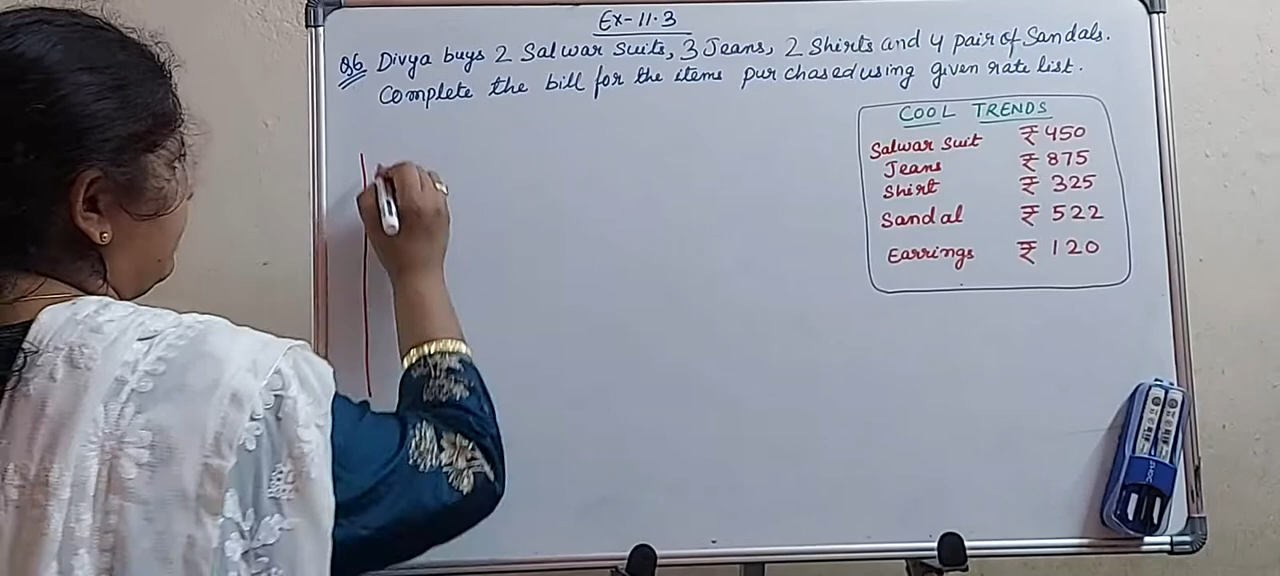 Ex-11.3
Q6 Divya buys 2 Salwar Suits, 3 Jeans, 2 Shirts and 4 pair of Sandals.
Complete the bill for the items purchased using given rate list.
COOL TRENDS
Salwar Suit ₹ 450
Jeans ₹ 875
Shirt ₹ 325
Sandal ₹ 522
Earrings ₹ 120